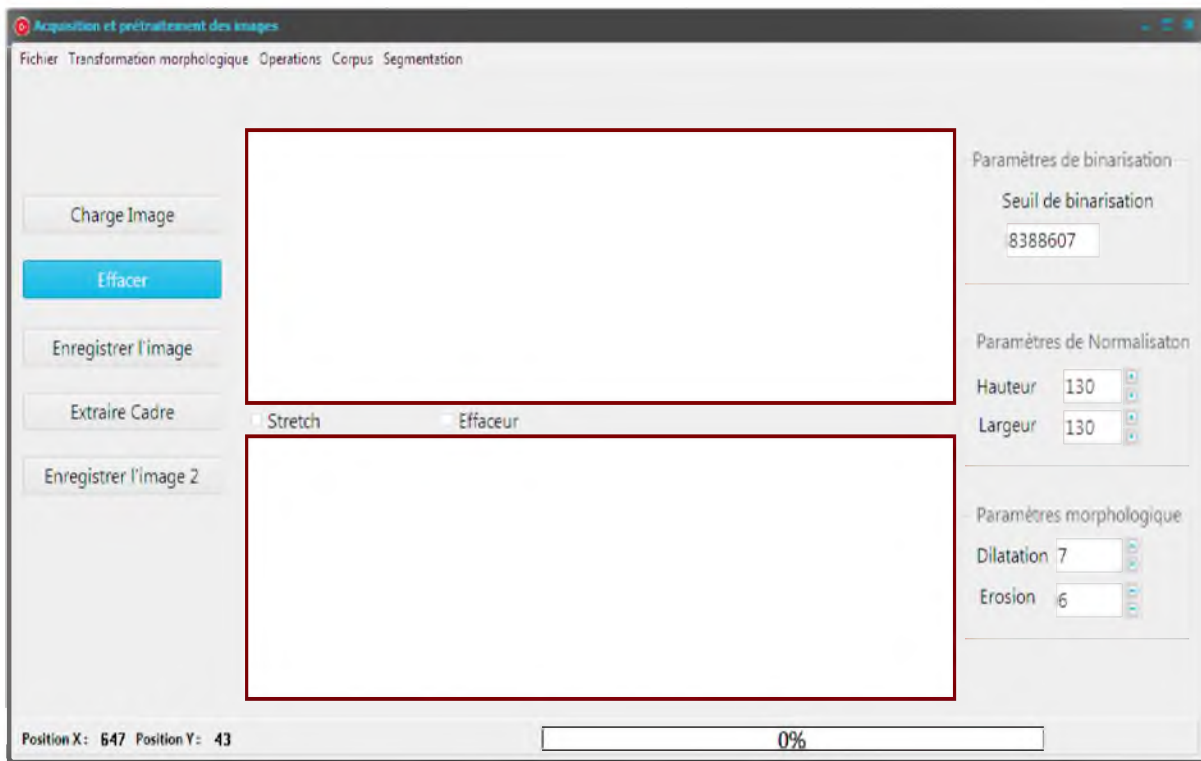 Acquisition et prétraitement des images
Fichier Transformation morphologique Operations Corpus Segmentation
Charge Image
Effacer
Enregistrer l'image
Extraire Cadre
Enregistrer l'image 2
Stretch Effaceur
Paramètres de binarisation
Seuil de binarisation
8388607
Paramètres de Normalisaton
Hauteur 130
Largeur 130
Paramètres morphologique
Dilatation 7
Erosion 6
Position X : 647 Position Y : 43
0%